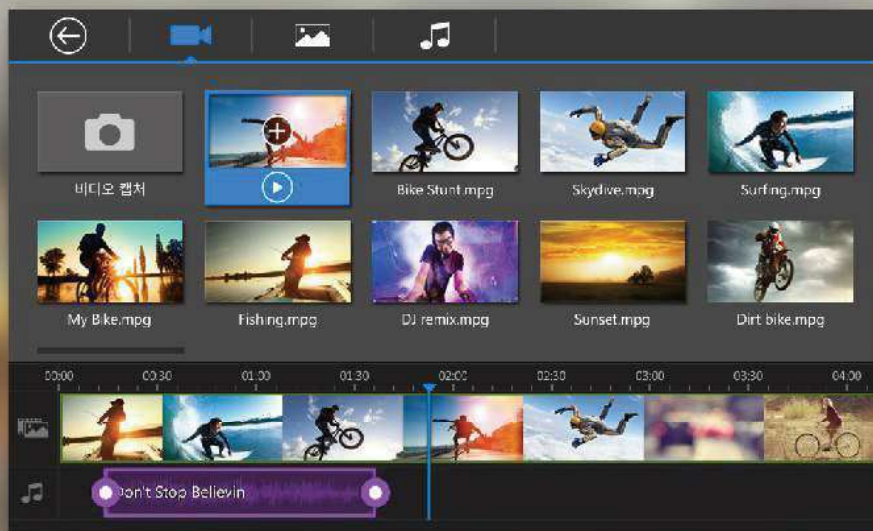 비디오 캡처
Bike Stunt.mpg
Skydive.mpg
Surfing.mpg
My Bike.mpg
Fishing.mpg
DJ remix.mpg
Sunset.mpg
Dirt bike.mpg
00:00 00:30 01:00 01:30 02:00 02:30 03:00 03:30 04:00
Don't Stop Believin